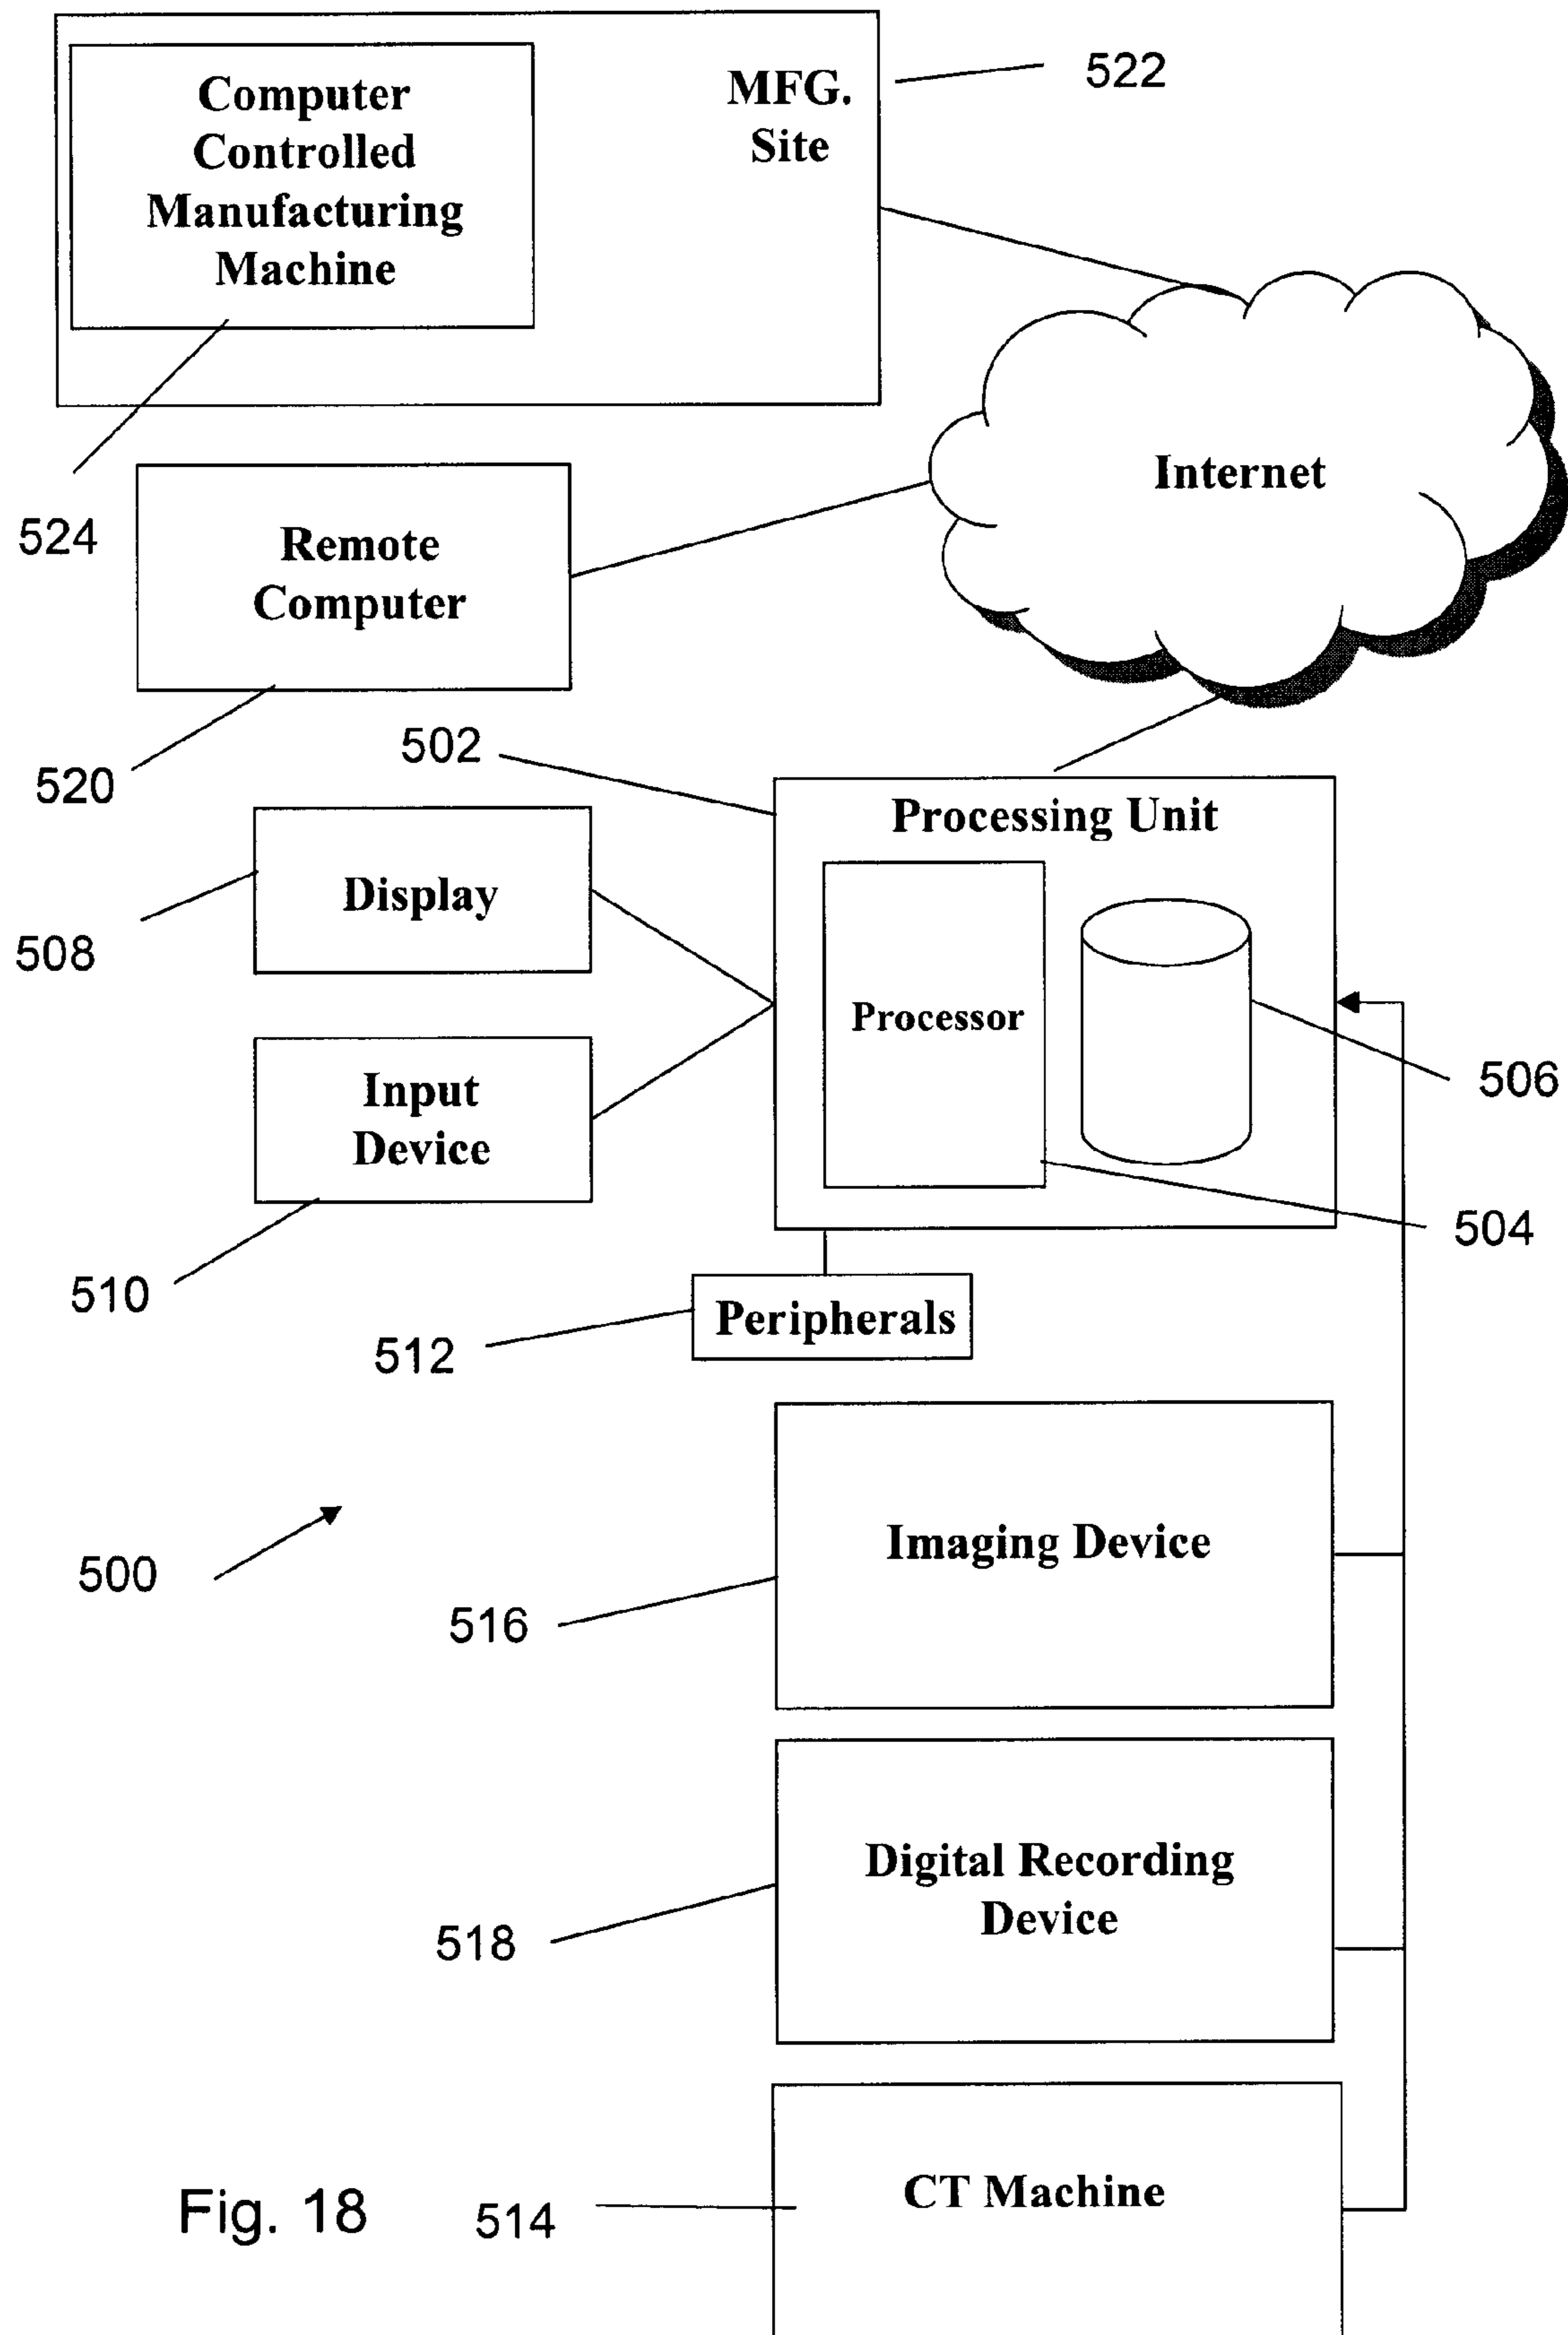 Computer
Controlled
Manufacturing
Machine
MFG.
Site
522
Internet
524
Remote
Computer
520
502
Processing Unit
Display
508
Processor
506
Input
Device
504
510
Peripherals
512
Imaging Device
500
516
Digital Recording
Device
518
CT Machine
Fig. 18
514